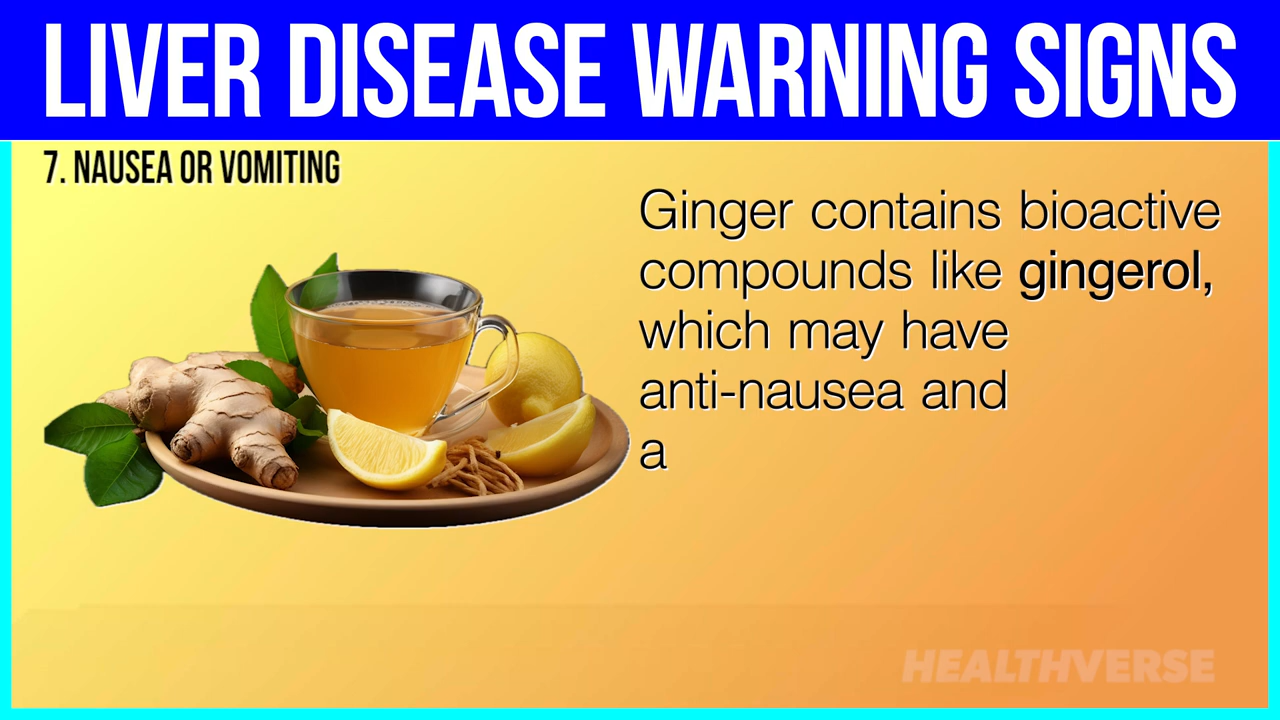 LIVER DISEASE WARNING SIGNS
7. NAUSEA OR VOMITING
Ginger contains bioactive
compounds like gingerol,
which may have
anti-nausea and
a
HEALTHVERSE